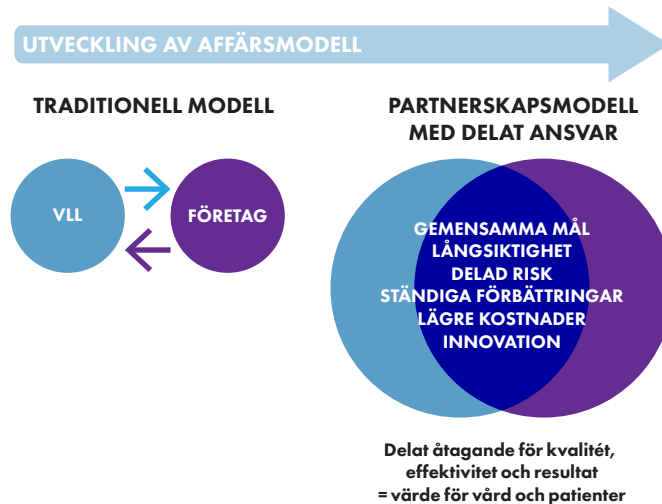 UTVECKLING AV AFFÄRSMODELL
TRADITIONELL MODELL
VLL
FÖRETAG
PARTNERSKAPSMODELL
MED DELAT ANSVAR
GEMENSAMMA MÅL
LÅNGSIKTIGHET
DELAD RISK
STÄNDIGA FÖRBÄTTRINGAR
LÄGRE KOSTNADER
INNOVATION
Delat åtagande för kvalitét,
effektivitet och resultat
= värde för vård och patienter